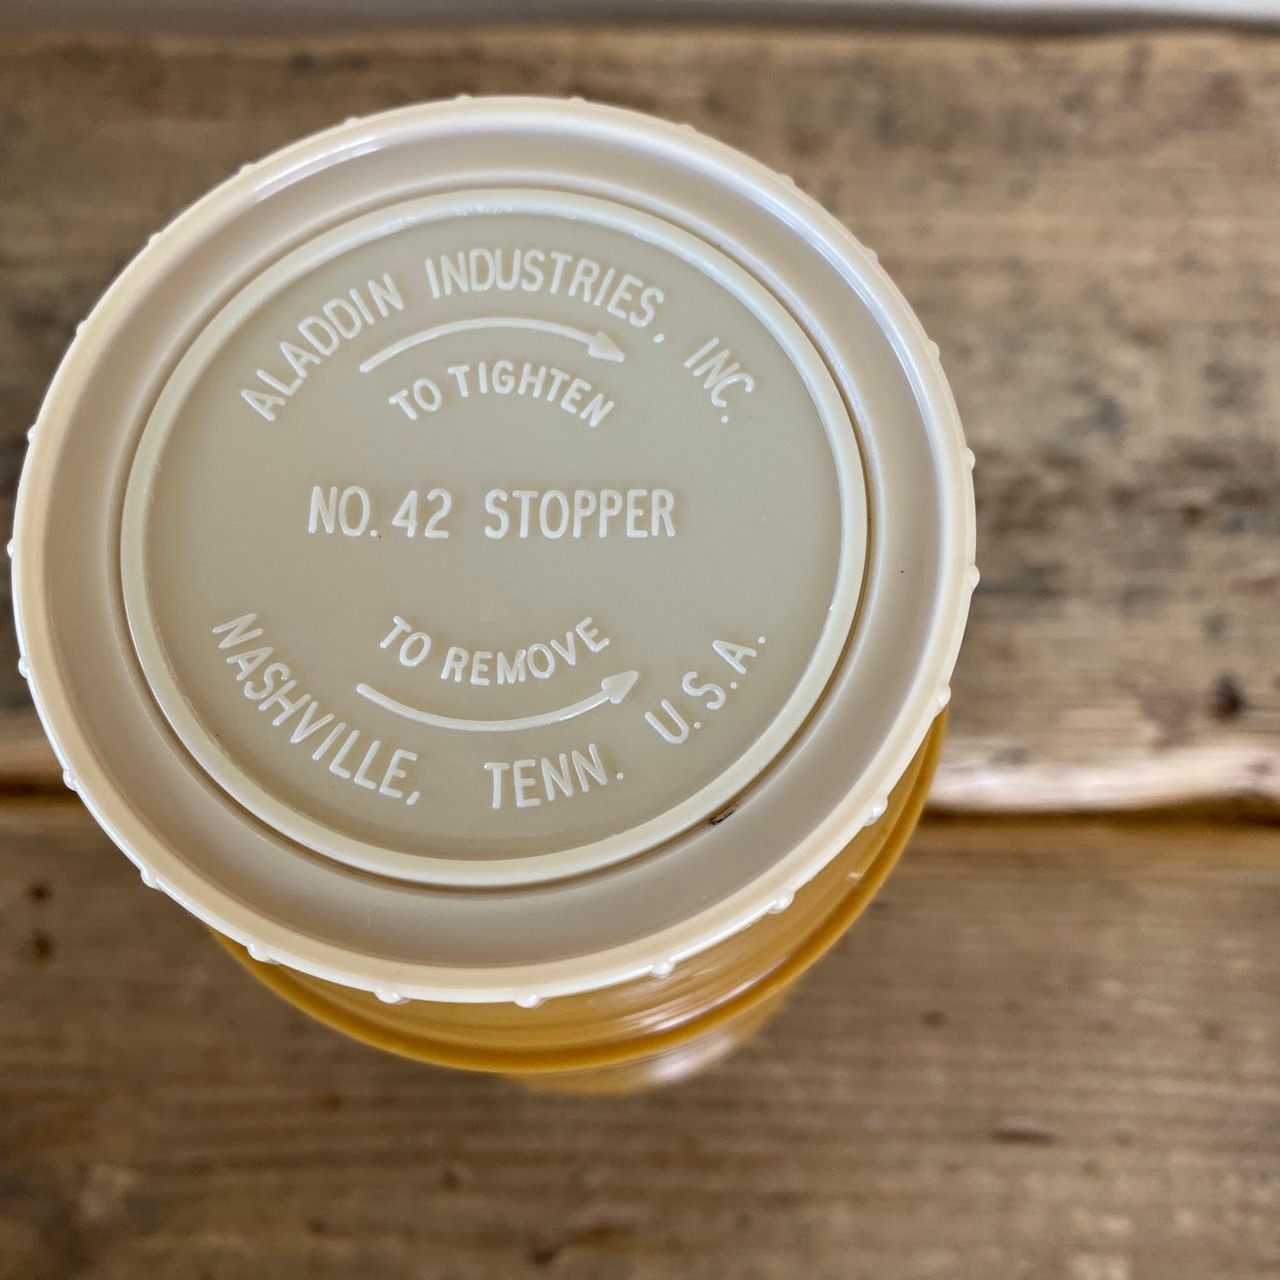 ALADDIN INDUSTRIES, INC.
TO TIGHTEN
NO. 42 STOPPER
TO REMOVE
NASHVILLE, TENN. U.S.A.